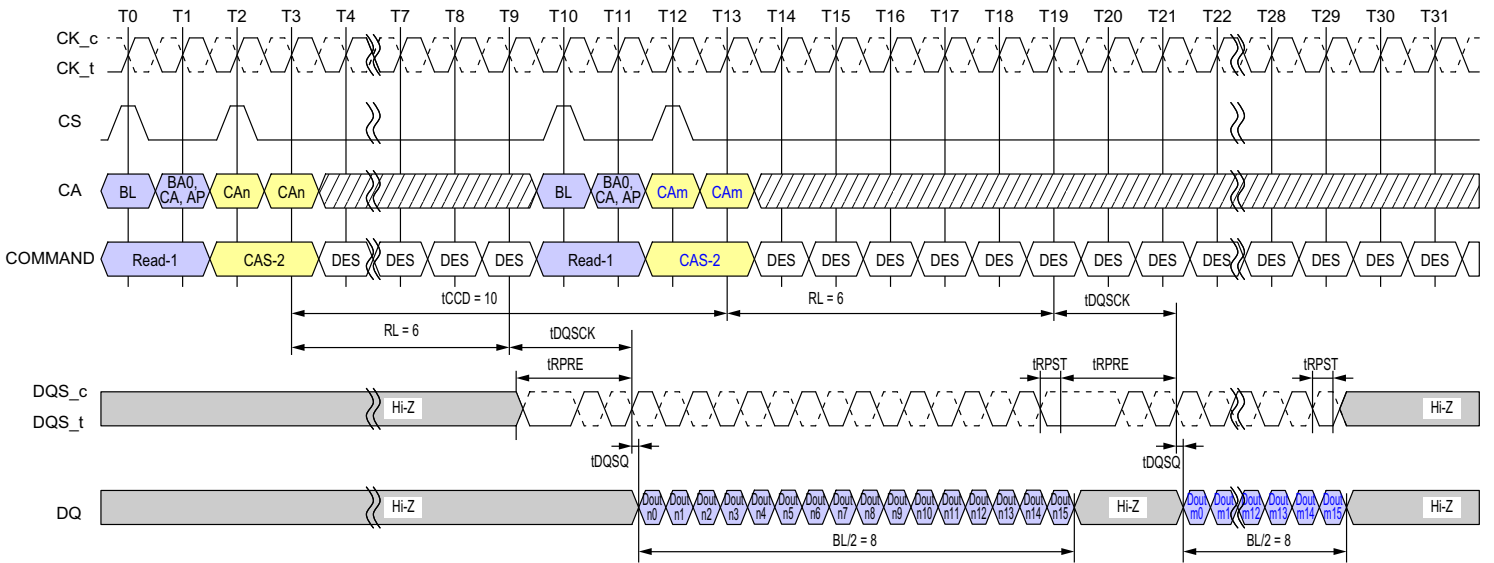 T0 T1 T2 T3 T4 T7 T8 T9 T10 T11 T12 T13 T14 T15 T16 T17 T18 T19 T20 T21 T22 T28 T29 T30 T31
CK_c
CK_t
CS
CA
BL
BA0,
CA, AP
CAn
CAn
BL
BA0,
CA, AP
CAm
CAm
COMMAND
Read-1 CAS-2 DES DES DES DES Read-1 CAS-2 DES DES DES DES DES DES DES DES DES DES DES DES DES
tCCD = 10
RL = 6
tDQSCK
RL = 6
tDQSCK
tRPRE
tRPST
tRPRE
tRPST
DQS_c
DQS_t
Hi-Z
Hi-Z
tDQSQ
tDQSQ
DQ
Hi-Z
Dout
n0
Dout
n1
Dout
n2
Dout
n3
Dout
n4
Dout
n5
Dout
n6
Dout
n7
Dout
n8
Dout
n9
Dout
n10
Dout
n11
Dout
n12
Dout
n13
Dout
n14
Dout
n15
Hi-Z
Dout
m0
Dout
m1
Dout
m12
Dout
m13
Dout
m14
Dout
m15
Hi-Z
BL/2 = 8
BL/2 = 8